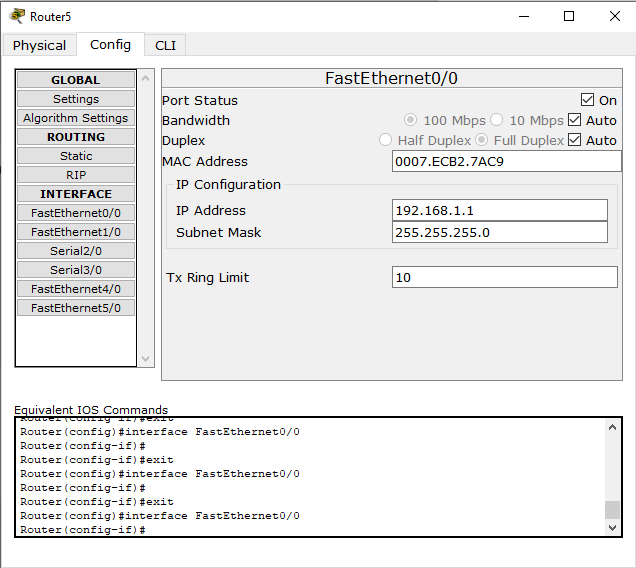 Router5
Physical Config CLI
GLOBAL
Settings
Algorithm Settings
ROUTING
Static
RIP
INTERFACE
FastEthernet0/0
FastEthernet1/0
Serial2/0
Serial3/0
FastEthernet4/0
FastEthernet5/0
FastEthernet0/0
Port Status On
Bandwidth 100 Mbps 10 Mbps Auto
Duplex Half Duplex Full Duplex Auto
MAC Address 0007.ECB2.7AC9
IP Configuration
IP Address 192.168.1.1
Subnet Mask 255.255.255.0
Tx Ring Limit 10
Equivalent IOS Commands
Router(config-if)#exit
Router(config)#interface FastEthernet0/0
Router(config-if)#
Router(config-if)#exit
Router(config)#interface FastEthernet0/0
Router(config-if)#
Router(config-if)#exit
Router(config)#interface FastEthernet0/0
Router(config-if)#